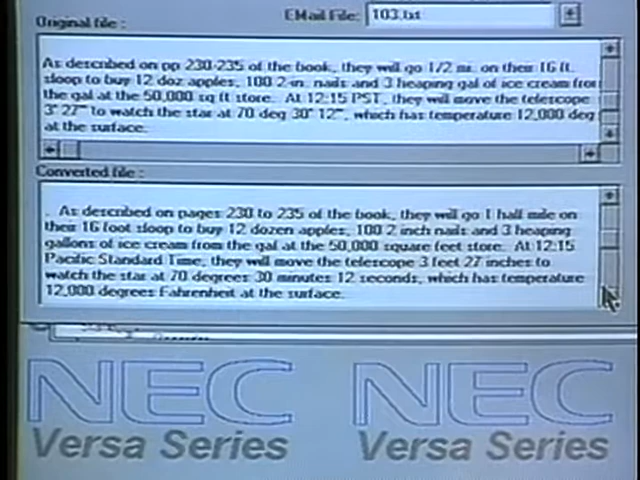 EMail File: 103.txt
Original file :
As described on pp 230-235 of the book, they will go 1/2 mi. on their 16 ft.
sloop to buy 12 doz apples, 100 2-in. nails and 3 heaping gal of ice cream from
the gal at the 50,000 sq ft store. At 12:15 PST, they will move the telescope
3' 27" to watch the star at 70 deg 30' 12", which has temperature 12,000 deg
at the surface.
Converted file :
. As described on pages 230 to 235 of the book, they will go 1 half mile on
their 16 foot sloop to buy 12 dozen apples, 100 2 inch nails and 3 heaping
gallons of ice cream from the gal at the 50,000 square feet store. At 12:15
Pacific Standard Time, they will move the telescope 3 feet 27 inches to
watch the star at 70 degrees 30 minutes 12 seconds, which has temperature
12,000 degrees Fahrenheit at the surface.
NEC NEC
Versa Series Versa Series